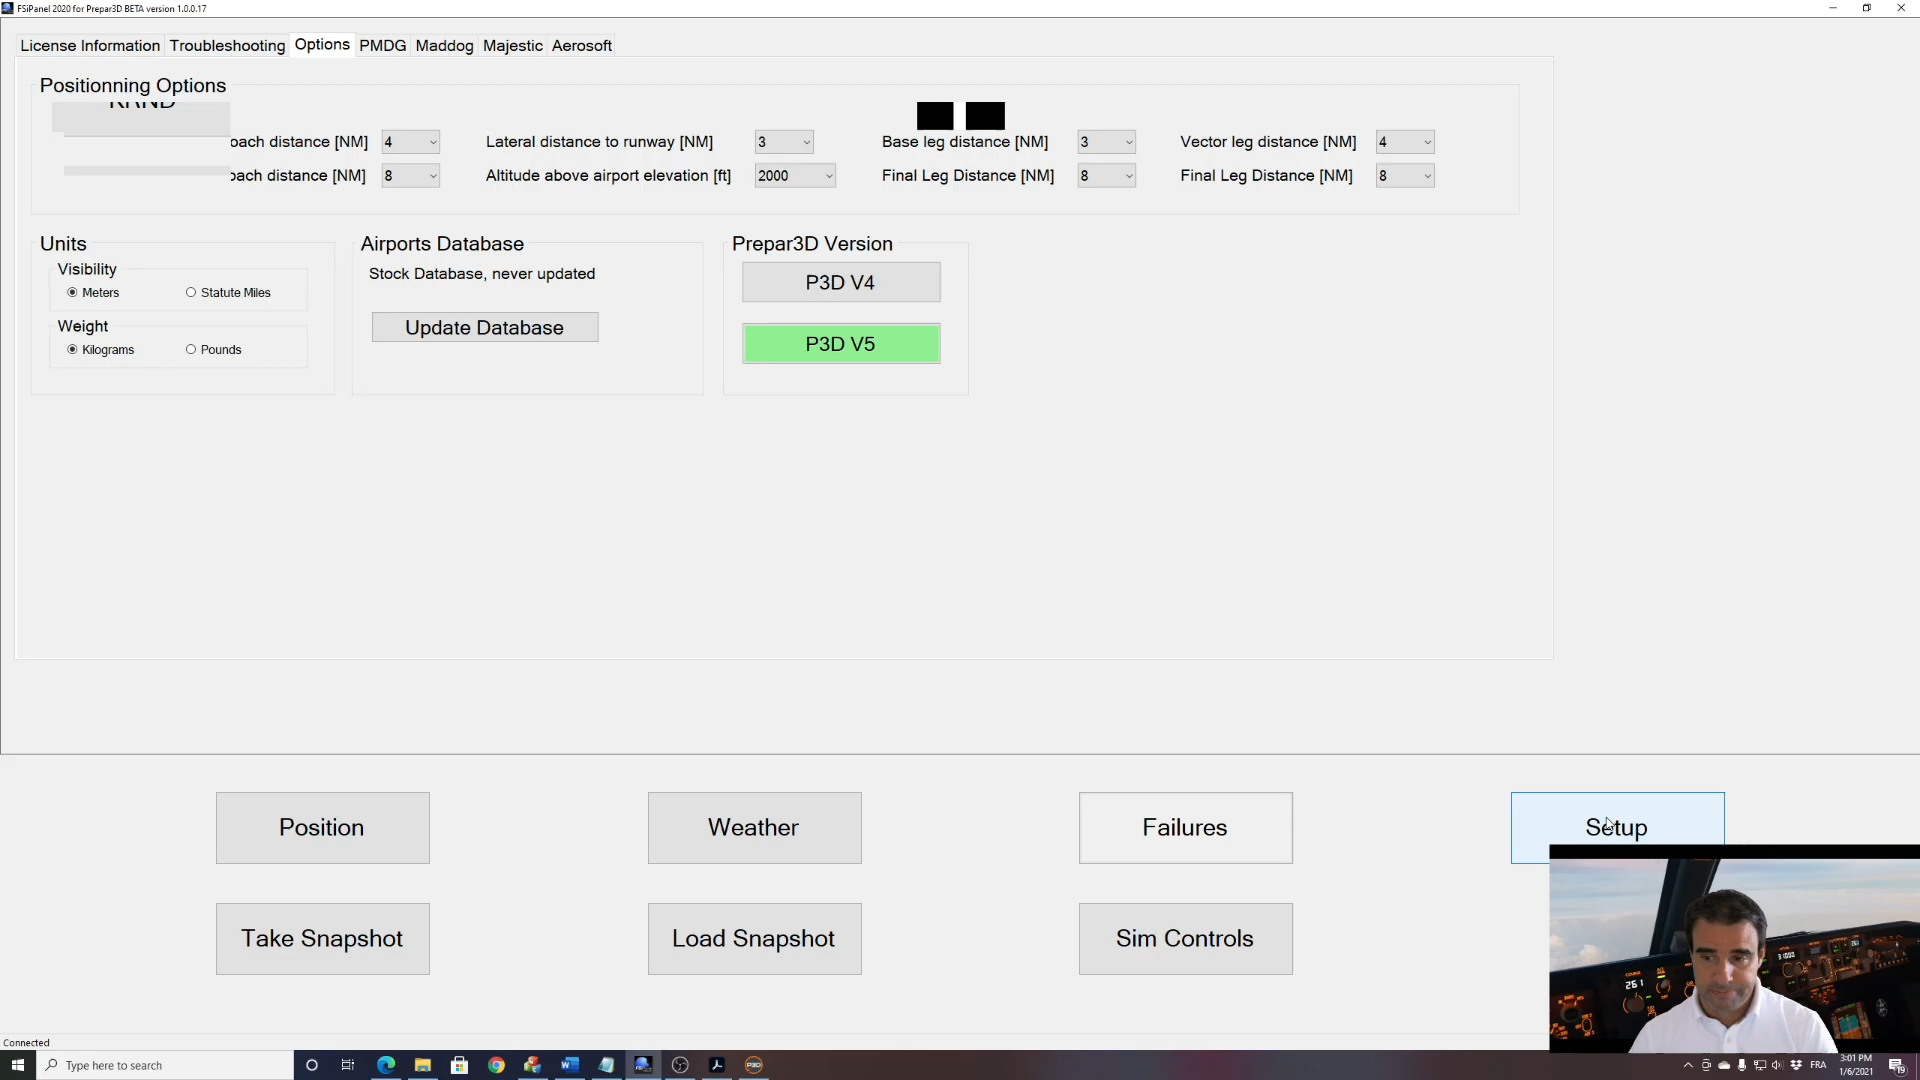 FSiPanel 2020 for Prepar3D BETA version 1.0.0.17
License Information Troubleshooting Options PMDG Maddog Majestic Aerosoft
Positionning Options
oach distance [NM] 4 Lateral distance to runway [NM] 3 Base leg distance [NM] 3 Vector leg distance [NM] 4
oach distance [NM] 8 Altitude above airport elevation [ft] 2000 Final Leg Distance [NM] 8 Final Leg Distance [NM] 8
Units Airports Database Prepar3D Version
Visibility Stock Database, never updated P3D V4
Meters Statute Miles
Weight Update Database P3D V5
Kilograms Pounds
Position Weather Failures Setup
Take Snapshot Load Snapshot Sim Controls
COURSE
261
Connected
Type here to search P3D FRA 3:01 PM
1/6/2021 19